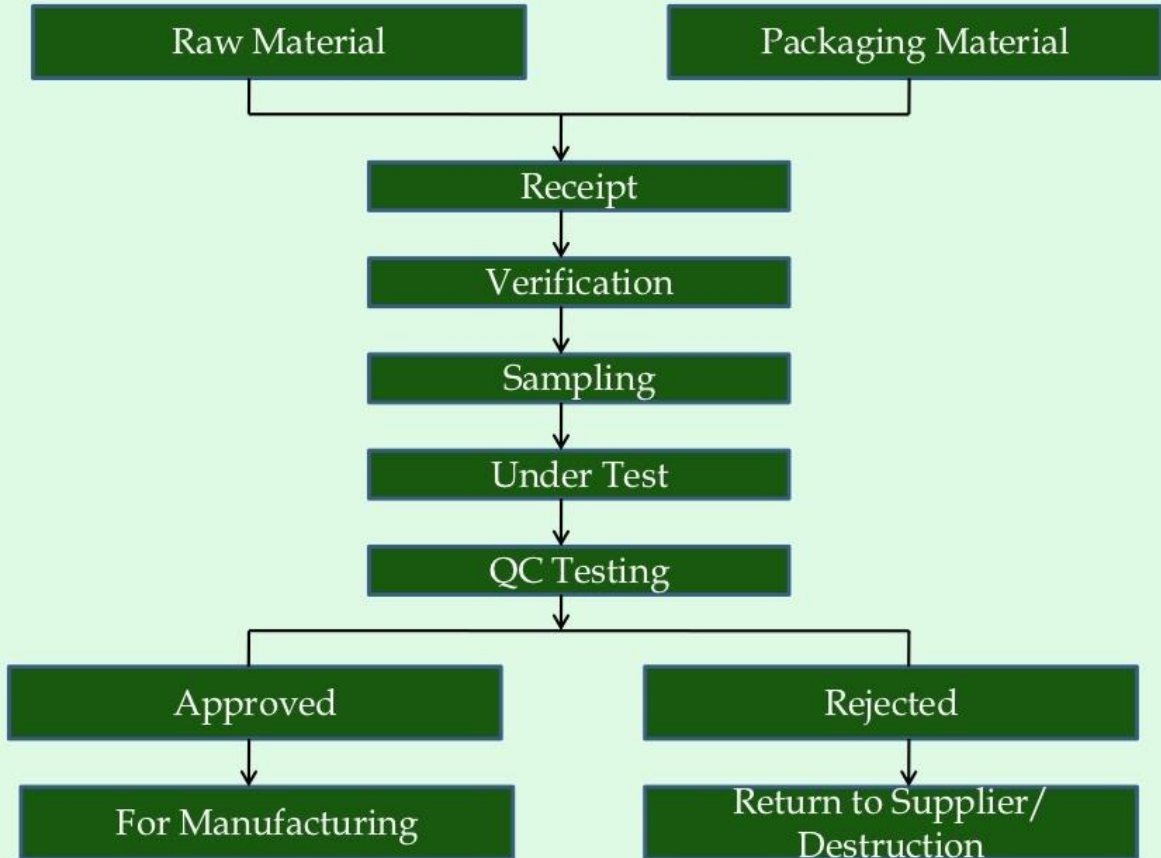 Raw Material
Packaging Material
Receipt
Verification
Sampling
Under Test
QC Testing
Approved
Rejected
For Manufacturing
Return to Supplier/
Destruction